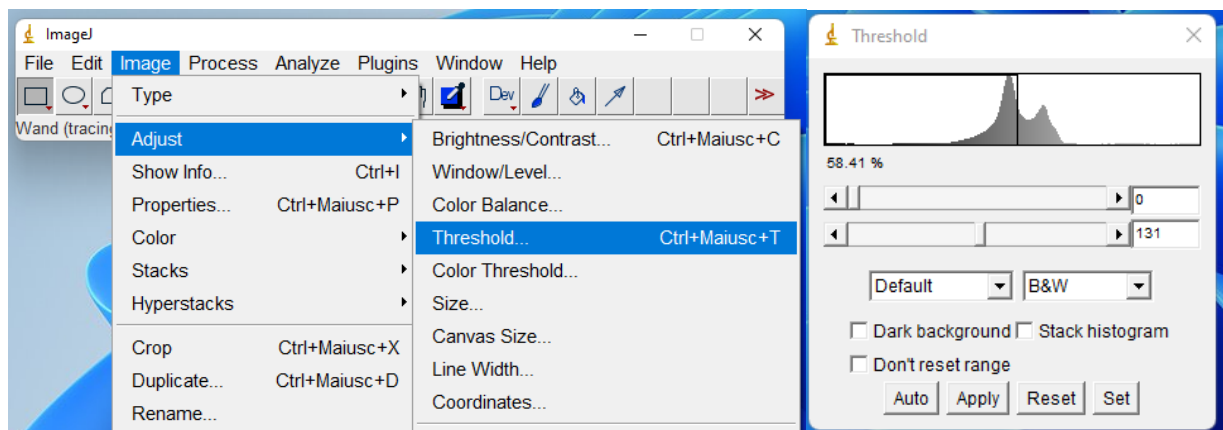 ImageJ
File Edit Image Process Analyze Plugins Window Help
Dev
>>
Wand (tracing
Type
Adjust
Show Info... Ctrl+I
Properties... Ctrl+Maiusc+P
Color
Stacks
Hyperstacks
Crop Ctrl+Maiusc+X
Duplicate... Ctrl+Maiusc+D
Rename...
Brightness/Contrast... Ctrl+Maiusc+C
Window/Level...
Color Balance...
Threshold... Ctrl+Maiusc+T
Color Threshold...
Size...
Canvas Size...
Line Width...
Coordinates...
Threshold
58.41 %
0
131
Default B&W
Dark background Stack histogram
Don't reset range
Auto Apply Reset Set